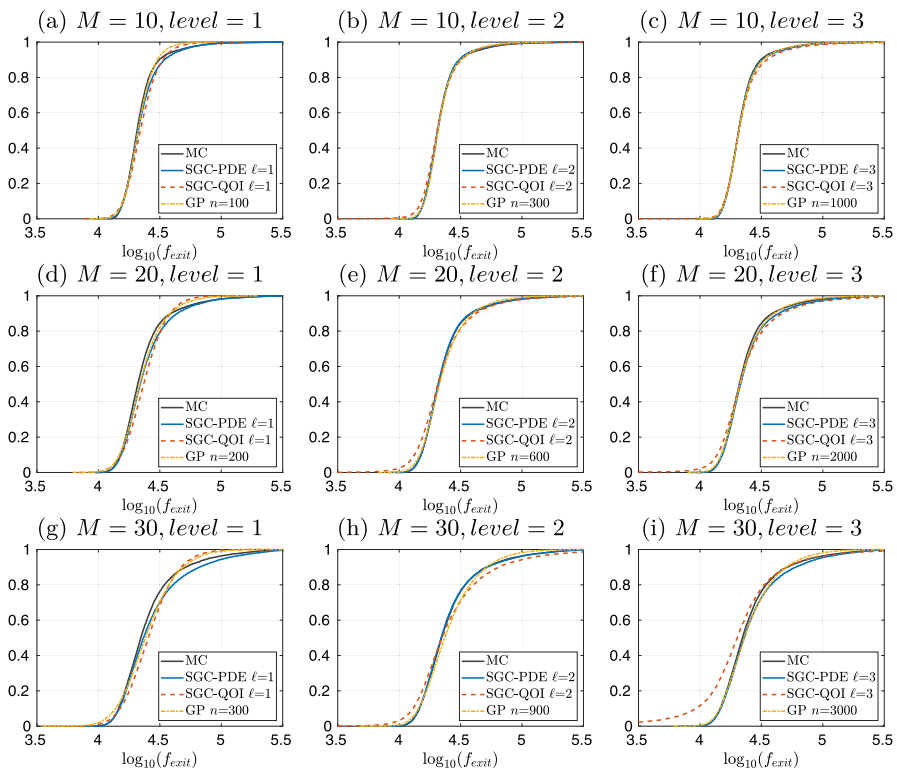 (a) M = 10, level = 1
(b) M = 10, level = 2
(c) M = 10, level = 3
1
0.8
0.6
0.4
0.2
0
MC
SGC-PDE ℓ=1
SGC-QOI ℓ=1
GP n=100
3.5 4 4.5 5 5.5
log10(f_exit)
1
0.8
0.6
0.4
0.2
0
MC
SGC-PDE ℓ=2
SGC-QOI ℓ=2
GP n=300
3.5 4 4.5 5 5.5
log10(f_exit)
1
0.8
0.6
0.4
0.2
0
MC
SGC-PDE ℓ=3
SGC-QOI ℓ=3
GP n=1000
3.5 4 4.5 5 5.5
log10(f_exit)
(d) M = 20, level = 1
(e) M = 20, level = 2
(f) M = 20, level = 3
1
0.8
0.6
0.4
0.2
0
MC
SGC-PDE ℓ=1
SGC-QOI ℓ=1
GP n=200
3.5 4 4.5 5 5.5
log10(f_exit)
1
0.8
0.6
0.4
0.2
0
MC
SGC-PDE ℓ=2
SGC-QOI ℓ=2
GP n=600
3.5 4 4.5 5 5.5
log10(f_exit)
1
0.8
0.6
0.4
0.2
0
MC
SGC-PDE ℓ=3
SGC-QOI ℓ=3
GP n=2000
3.5 4 4.5 5 5.5
log10(f_exit)
(g) M = 30, level = 1
(h) M = 30, level = 2
(i) M = 30, level = 3
1
0.8
0.6
0.4
0.2
0
MC
SGC-PDE ℓ=1
SGC-QOI ℓ=1
GP n=300
3.5 4 4.5 5 5.5
log10(f_exit)
1
0.8
0.6
0.4
0.2
0
MC
SGC-PDE ℓ=2
SGC-QOI ℓ=2
GP n=900
3.5 4 4.5 5 5.5
log10(f_exit)
1
0.8
0.6
0.4
0.2
0
MC
SGC-PDE ℓ=3
SGC-QOI ℓ=3
GP n=3000
3.5 4 4.5 5 5.5
log10(f_exit)